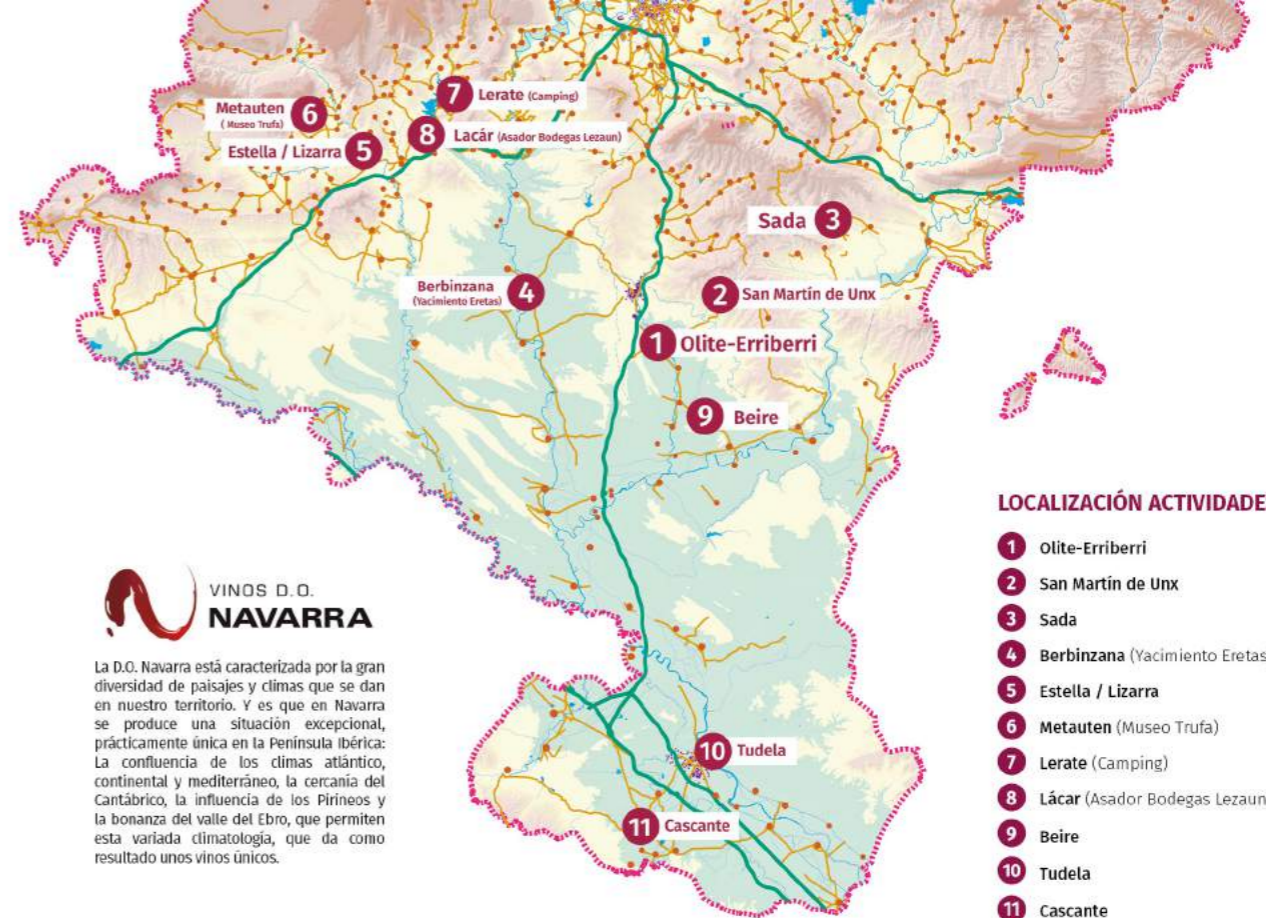 7 Lerate (Camping)
Metauten 6
( Museo Trufa)
8 Lacár (Asador Bodegas Lezaun)
Estella / Lizarra 5
Sada 3
Berbinzana 4
(Yacimiento Eretas)
2 San Martín de Unx
1 Olite-Erriberri
9 Beire
10 Tudela
11 Cascante
VINOS D.O.
NAVARRA
La D.O. Navarra está caracterizada por la gran
diversidad de paisajes y climas que se dan
en nuestro territorio. Y es que en Navarra
se produce una situación excepcional,
prácticamente única en la Península Ibérica:
La confluencia de los climas atlántico,
continental y mediterráneo, la cercanía del
Cantábrico, la influencia de los Pirineos y
la bonanza del valle del Ebro, que permiten
esta variada climatología, que da como
resultado unos vinos únicos.
LOCALIZACIÓN ACTIVIDADE
1 Olite-Erriberri
2 San Martín de Unx
3 Sada
4 Berbinzana (Yacimiento Eretas
5 Estella / Lizarra
6 Metauten (Museo Trufa)
7 Lerate (Camping)
8 Lácar (Asador Bodegas Lezaun
9 Beire
10 Tudela
11 Cascante